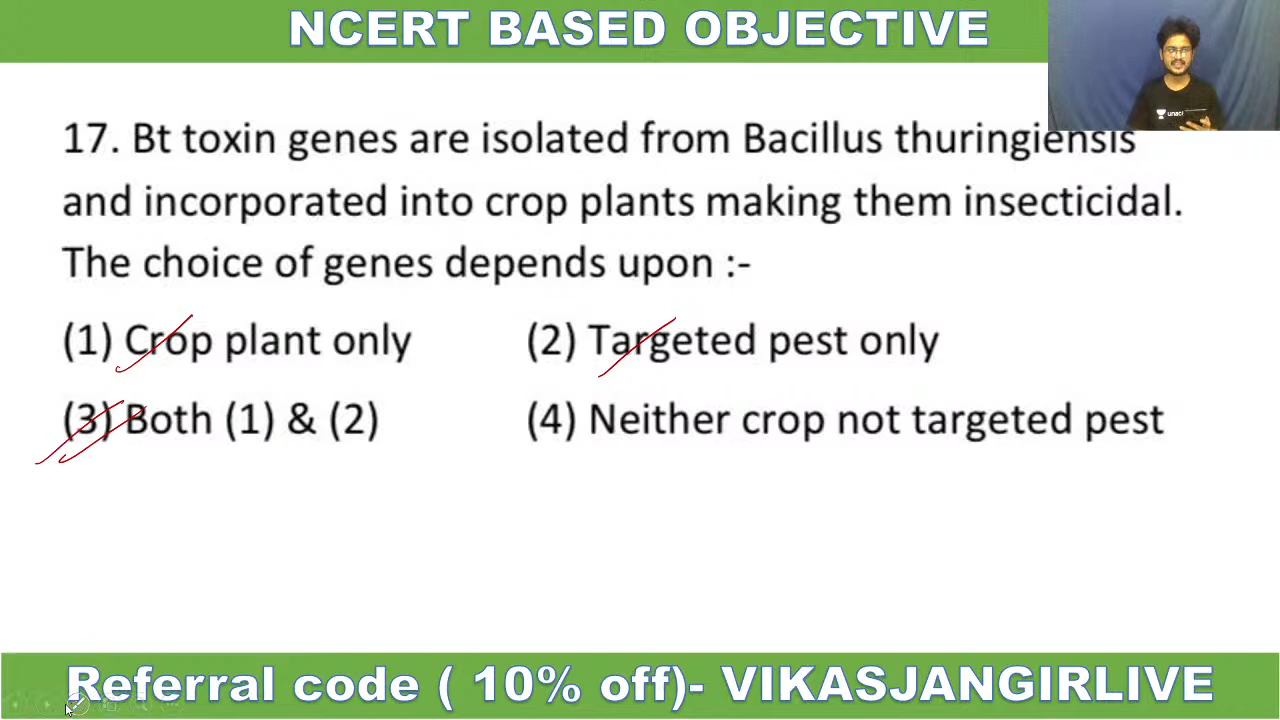 NCERT BASED OBJECTIVE
17. Bt toxin genes are isolated from Bacillus thuringiensis
and incorporated into crop plants making them insecticidal.
The choice of genes depends upon :-
(1) Crop plant only (2) Targeted pest only
(3) Both (1) & (2) (4) Neither crop not targeted pest
Referral code ( 10% off)- VIKASJANGIRLIVE